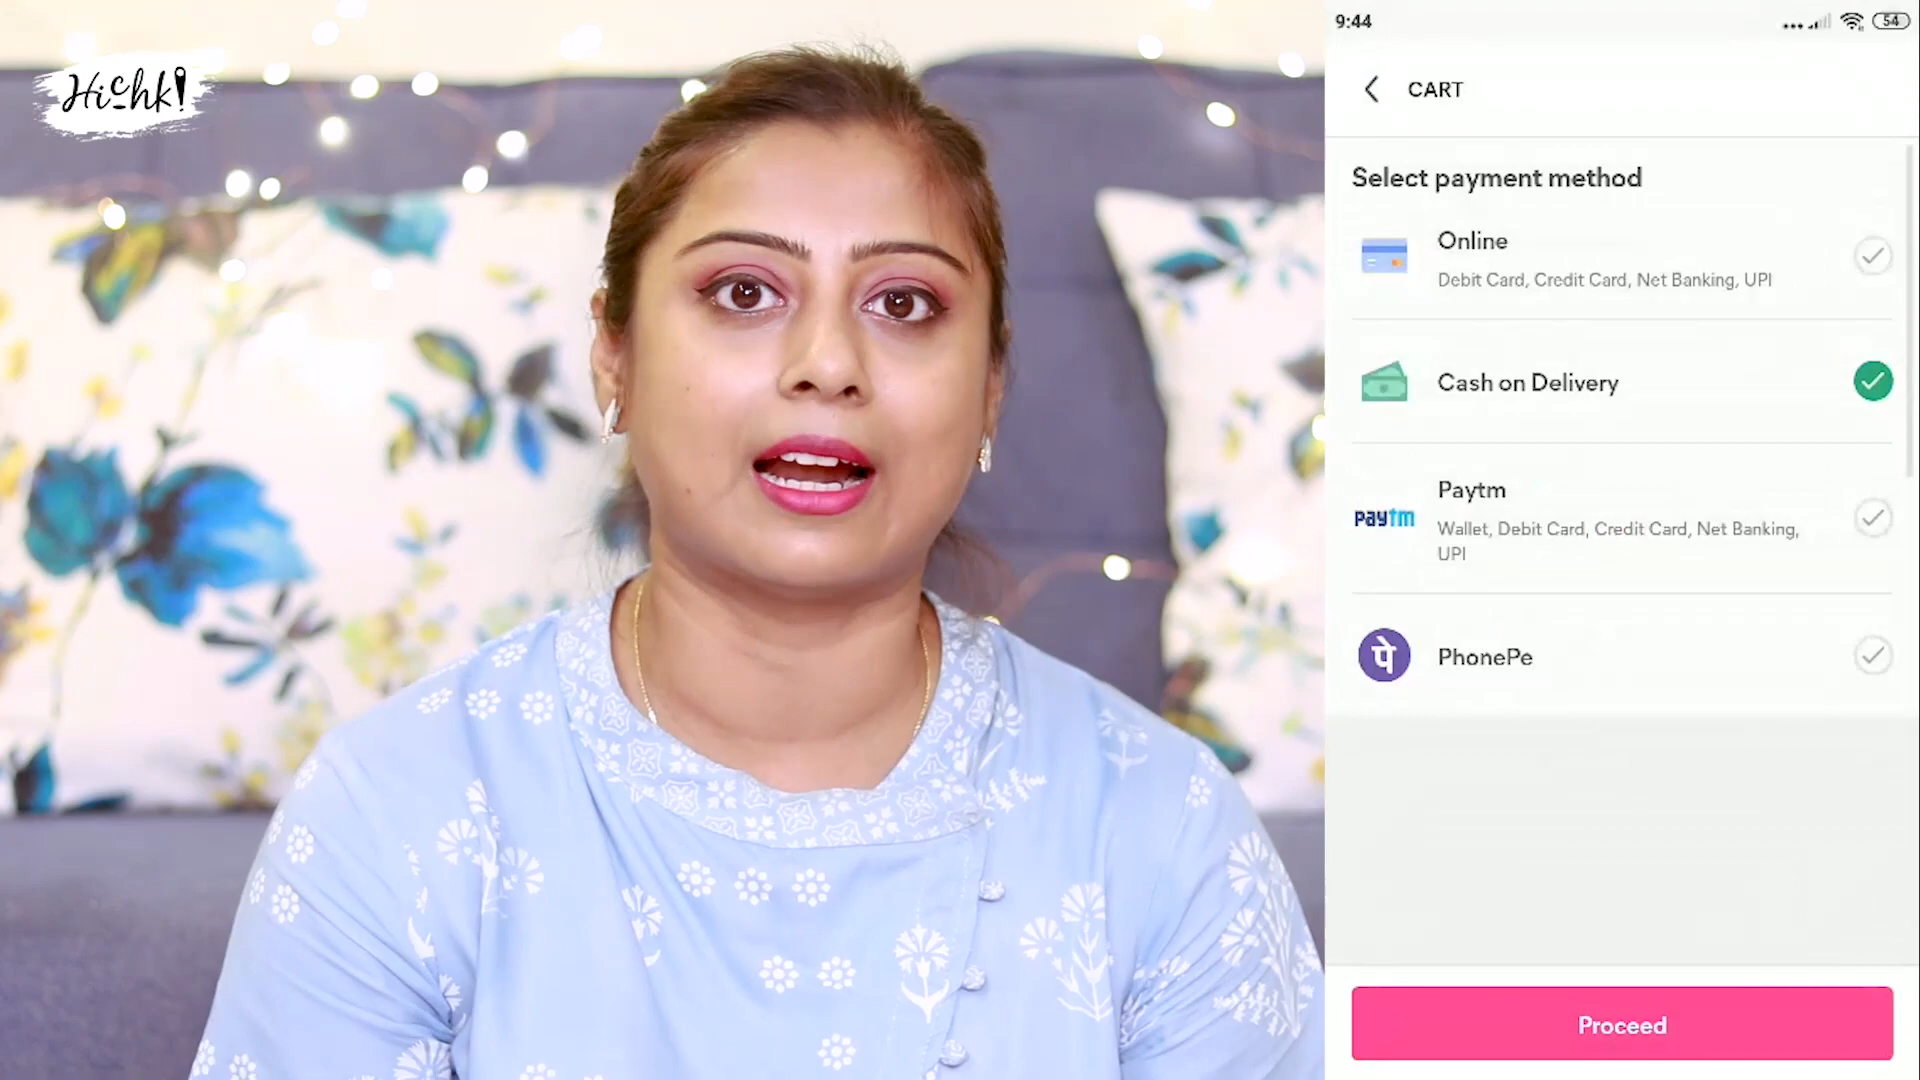 Hichki
9:44
54
CART
Select payment method
Online
Debit Card, Credit Card, Net Banking, UPI
Cash on Delivery
paytm
Paytm
Wallet, Debit Card, Credit Card, Net Banking,
UPI
पे
PhonePe
Proceed